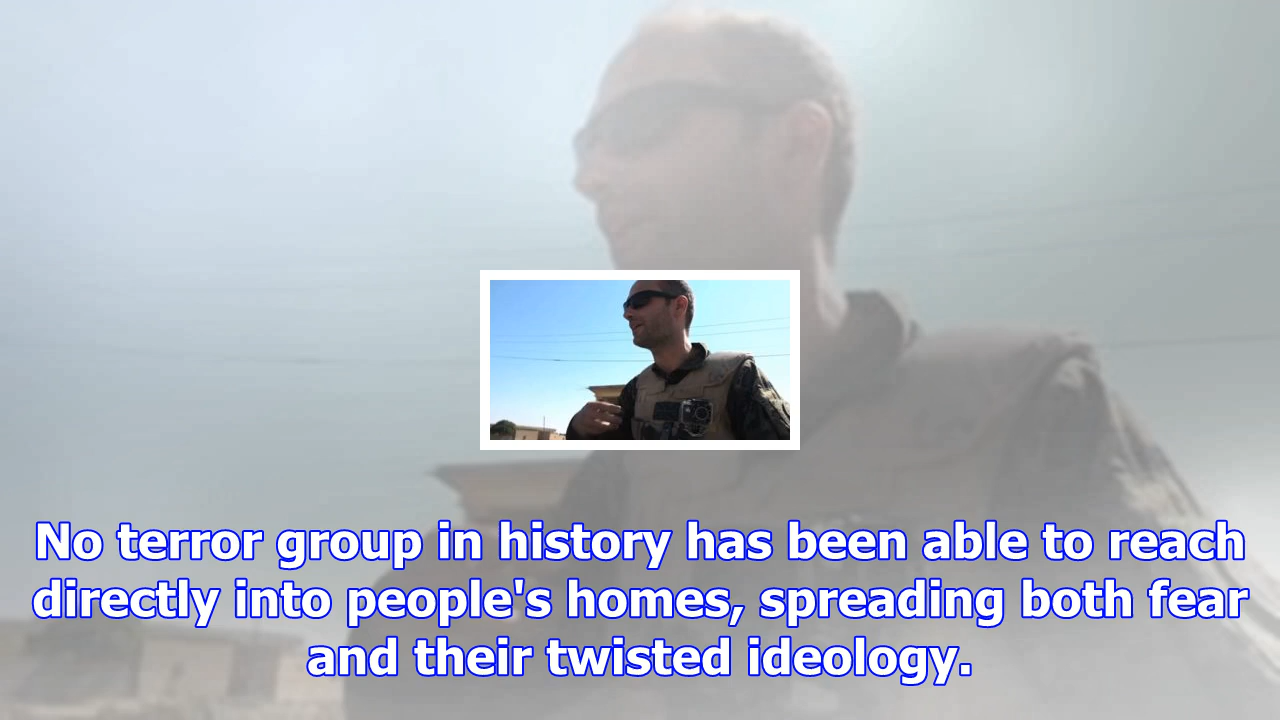 No terror group in history has been able to reach
directly into people's homes, spreading both fear
and their twisted ideology.